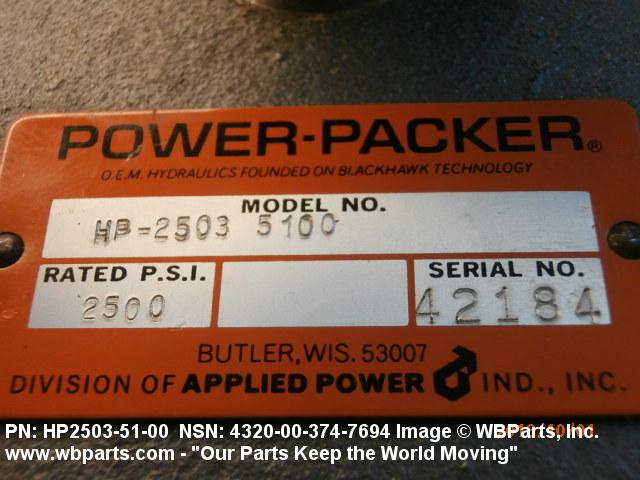 POWER-PACKER®
O.E.M. HYDRAULICS FOUNDED ON BLACKHAWK TECHNOLOGY
MODEL NO.
HP-2503 5100
RATED P.S.I.
2500
SERIAL NO.
42184
BUTLER, WIS. 53007
DIVISION OF APPLIED POWER IND., INC.
PN: HP2503-51-00 NSN: 4320-00-374-7694 Image © WBParts, Inc.
www.wbparts.com - "Our Parts Keep the World Moving"